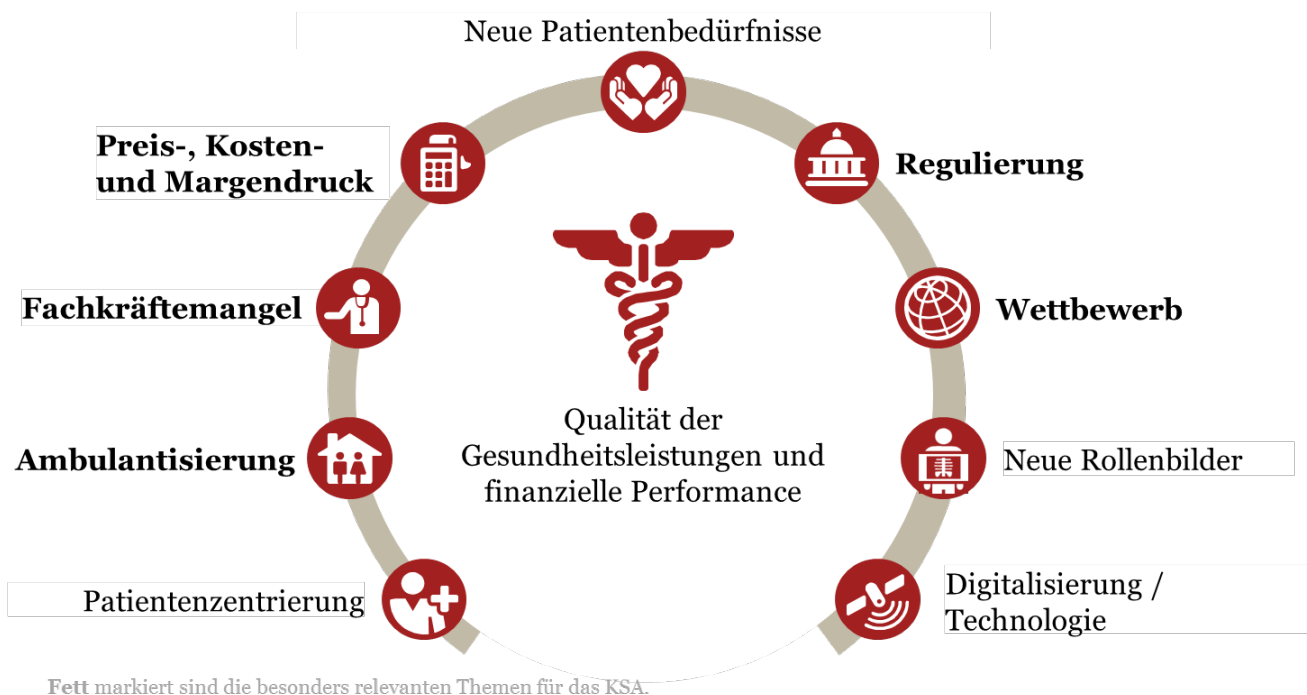 Neue Patientenbedürfnisse
Preis-, Kosten-
und Margendruck
Regulierung
Fachkräftemangel
Wettbewerb
Qualität der
Gesundheitsleistungen und
finanzielle Performance
Ambulantisierung
Neue Rollenbilder
Patientenzentrierung
Digitalisierung /
Technologie
Fett markiert sind die besonders relevanten Themen für das KSA.